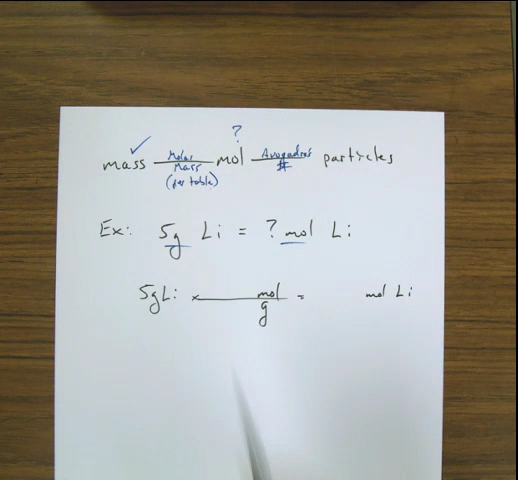 ?
mass Molar Mass (per table) mol Avogadro's # particles
Ex: 5g Li = ? mol Li
5g Li × mol/g = mol Li